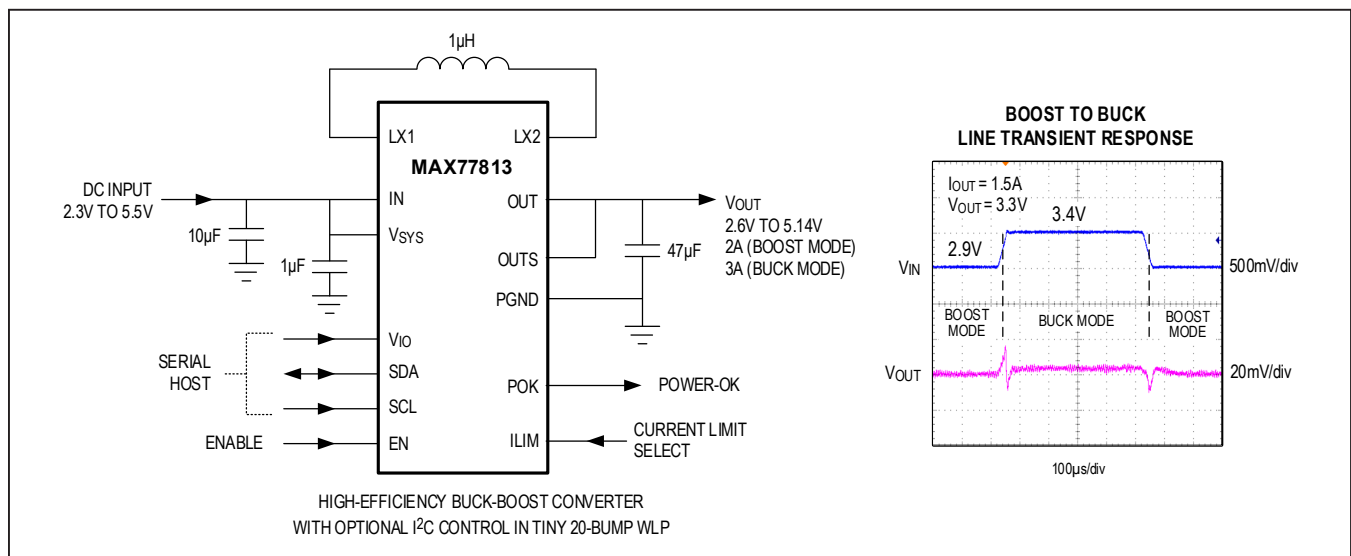 1µH
LX1
LX2
MAX77813
DC INPUT
2.3V TO 5.5V
IN
VSYS
10µF
1µF
OUT
OUTS
PGND
VOUT
2.6V TO 5.14V
2A (BOOST MODE)
3A (BUCK MODE)
47µF
SERIAL
HOST
VIO
SDA
SCL
ENABLE
EN
POK
POWER-OK
ILIM
CURRENT LIMIT
SELECT
HIGH-EFFICIENCY BUCK-BOOST CONVERTER
WITH OPTIONAL I²C CONTROL IN TINY 20-BUMP WLP
BOOST TO BUCK
LINE TRANSIENT RESPONSE
IOUT = 1.5A
VOUT = 3.3V
3.4V
2.9V
VIN
500mV/div
BOOST
MODE
BUCK MODE
BOOST
MODE
VOUT
20mV/div
100µs/div